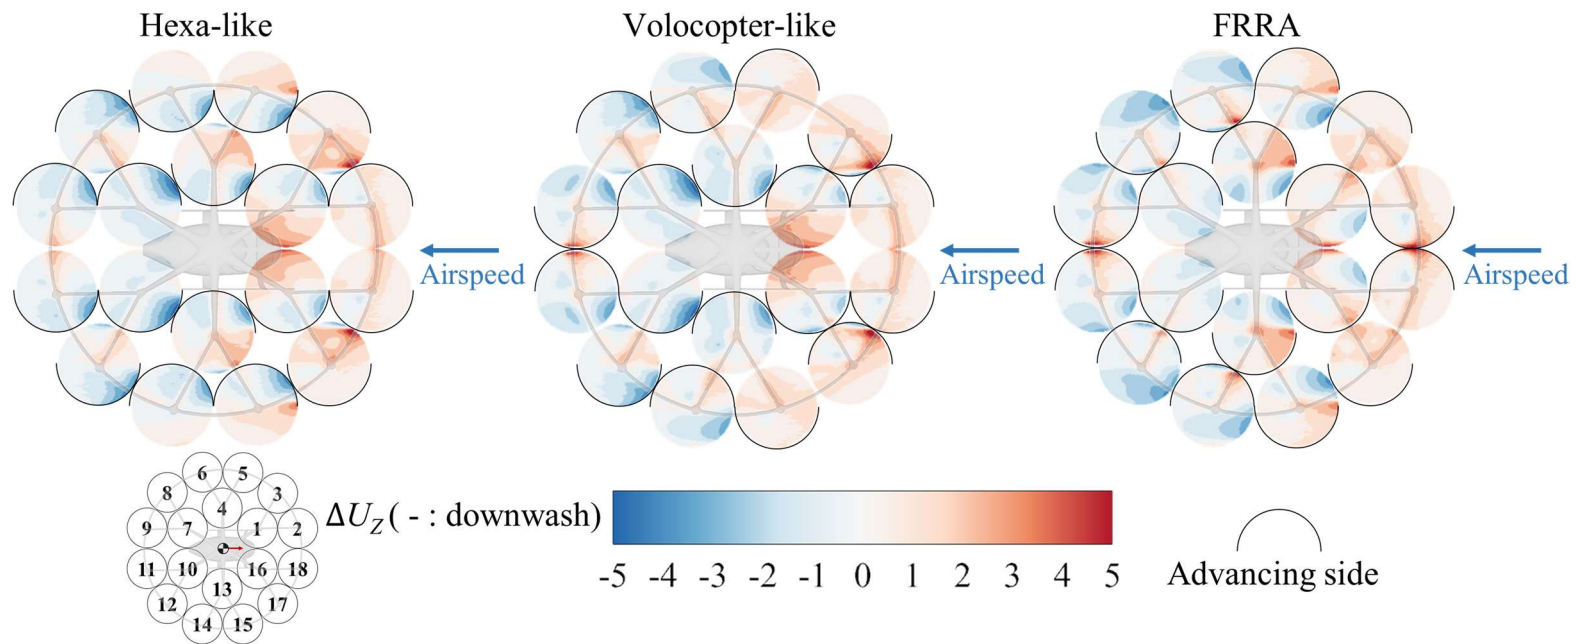 Hexa-like
Volocopter-like
FRRA
Airspeed
Airspeed
Airspeed
6 5
8 3
4
9 7 1 2
11 10 16 18
13
12 17
14 15
ΔU_Z ( - : downwash)
-5 -4 -3 -2 -1 0 1 2 3 4 5
Advancing side